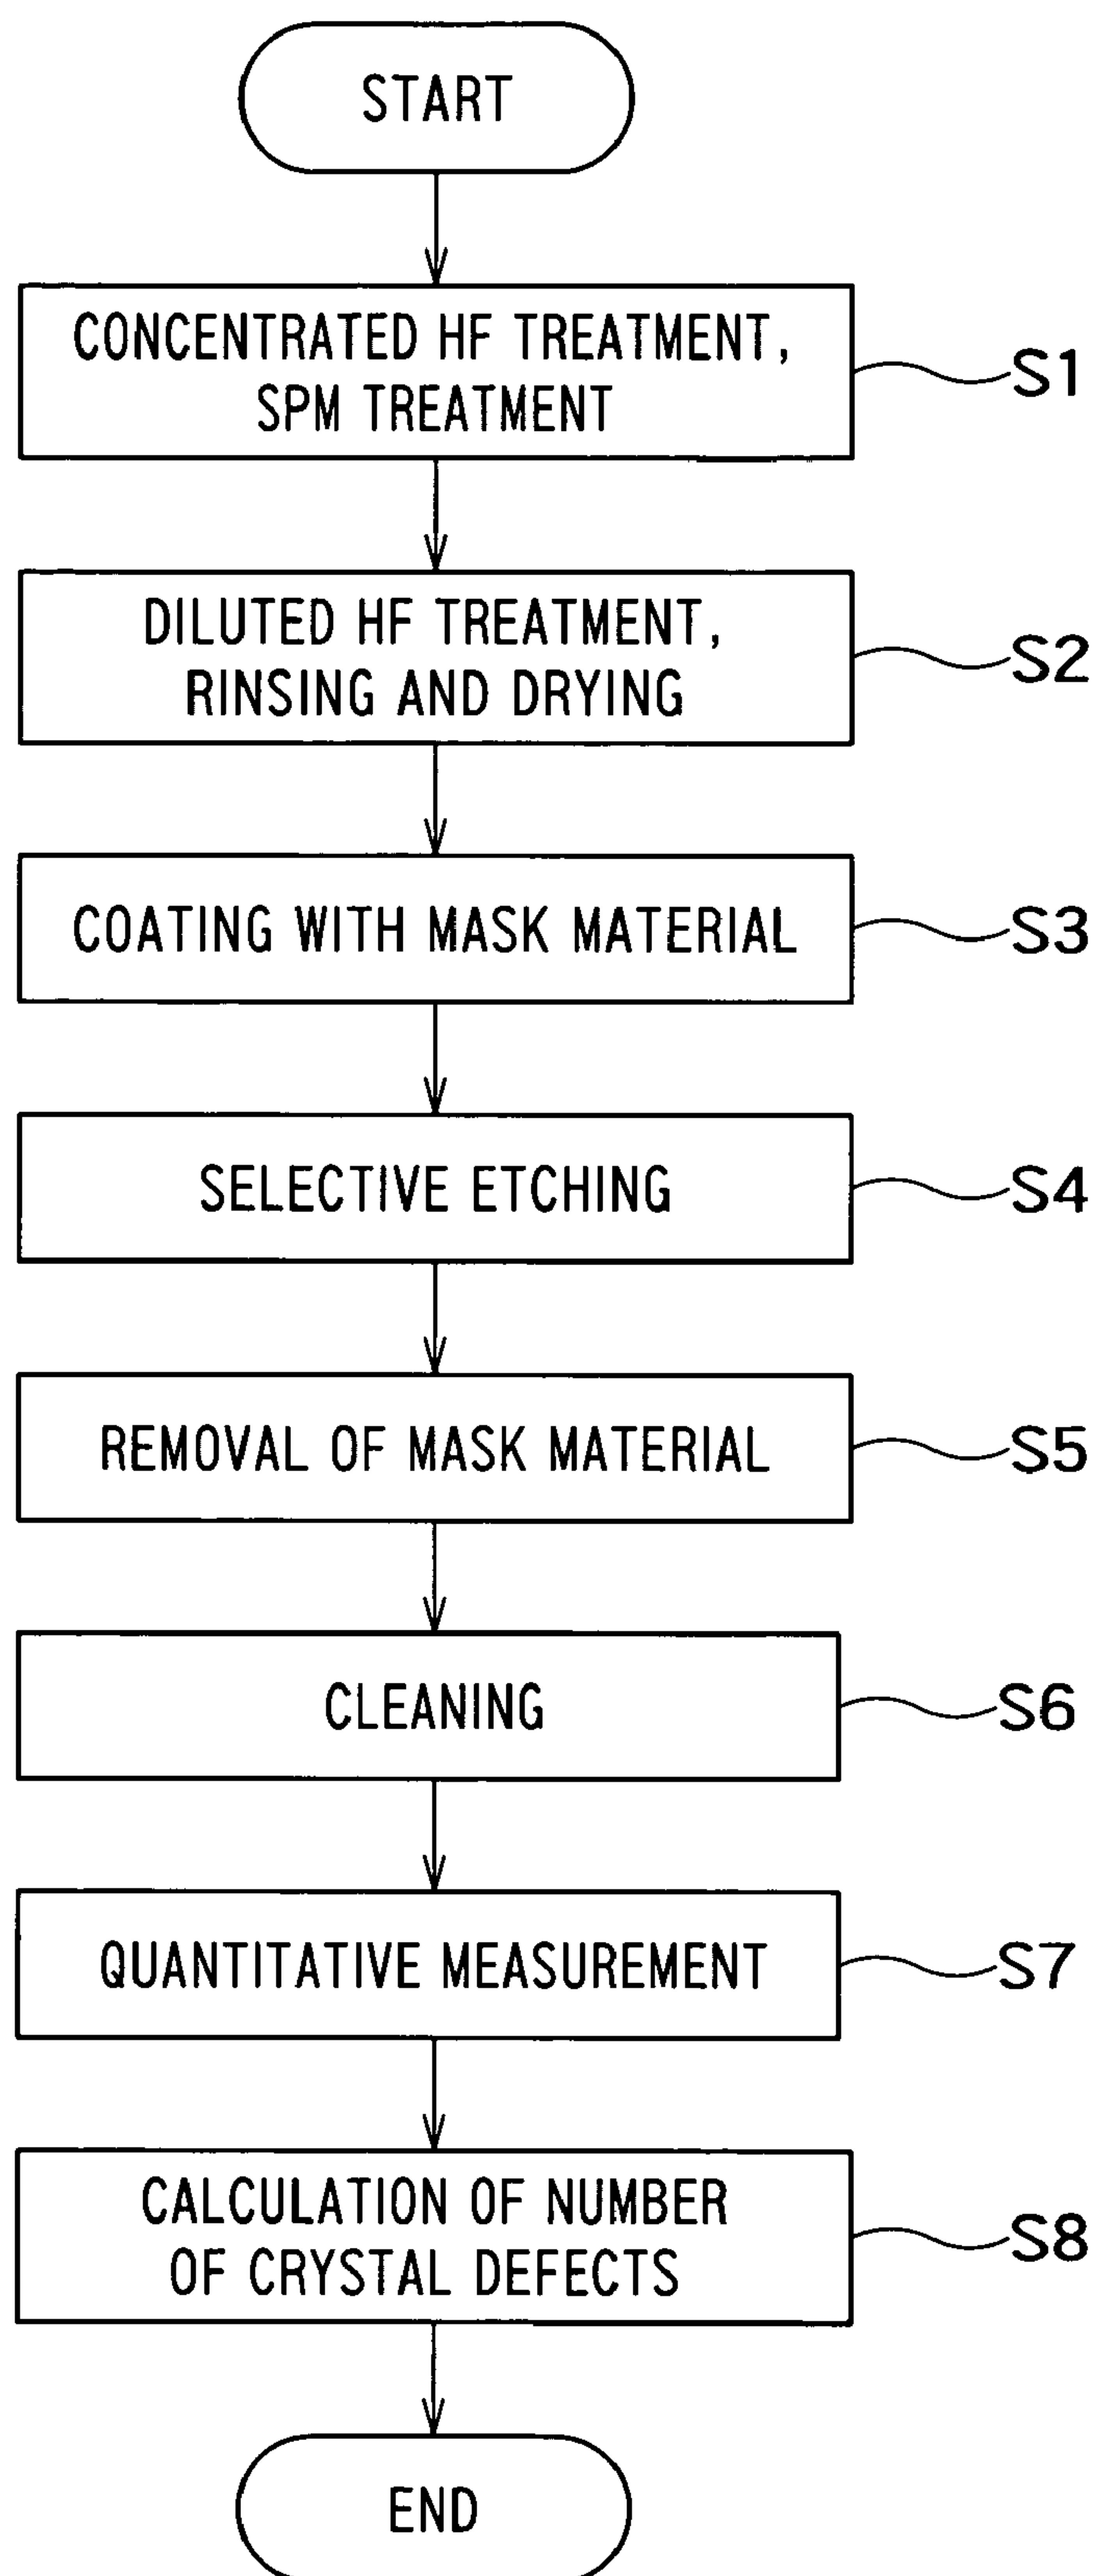 START
CONCENTRATED HF TREATMENT,
SPM TREATMENT
S1
DILUTED HF TREATMENT,
RINSING AND DRYING
S2
COATING WITH MASK MATERIAL
S3
SELECTIVE ETCHING
S4
REMOVAL OF MASK MATERIAL
S5
CLEANING
S6
QUANTITATIVE MEASUREMENT
S7
CALCULATION OF NUMBER
OF CRYSTAL DEFECTS
S8
END